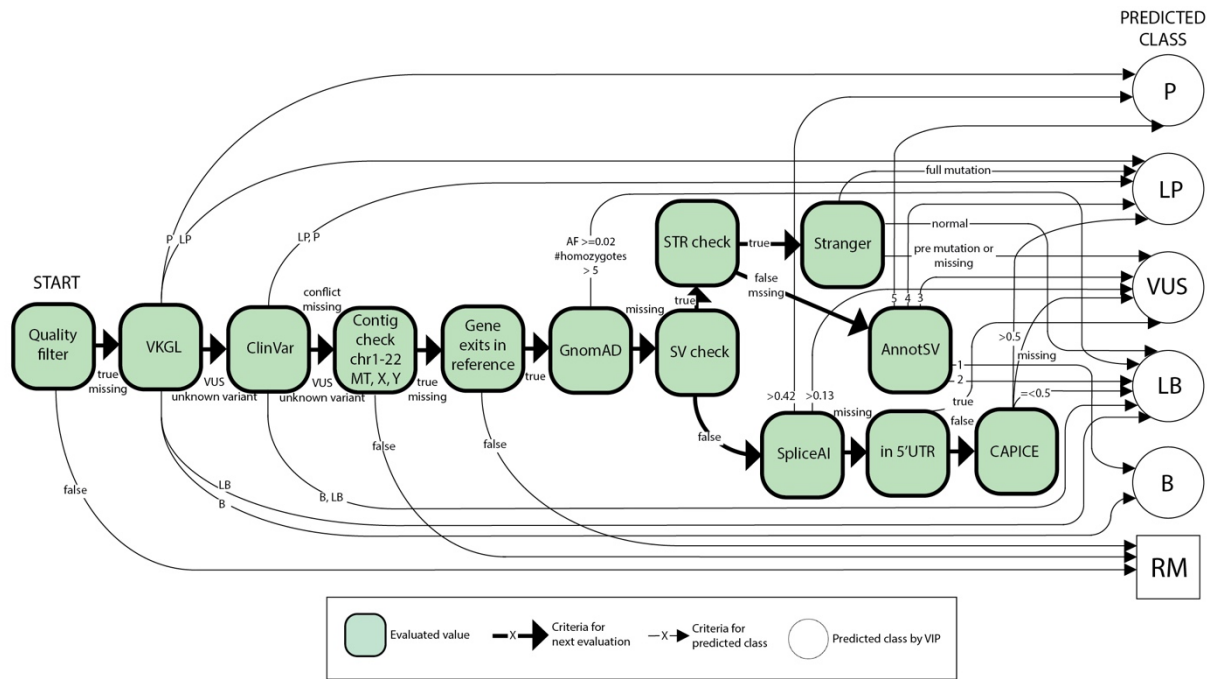 PREDICTED
CLASS
P
LP
VUS
LB
B
RM
START
Quality
filter
true
missing
false
VKGL
P, LP
VUS
unknown variant
LB
B
ClinVar
LP, P
conflict
missing
VUS
unknown variant
B, LB
Contig
check
chr1-22
MT, X, Y
true
missing
false
Gene
exits in
reference
true
false
GnomAD
AF >=0.02
#homozygotes
> 5
missing
SV check
true
false
STR check
true
false
mssing
Stranger
full mutation
normal
pre mutation or
missing
AnnotSV
5
4
3
1
2
SpliceAI
>0.42
>0.13
missing
in 5'UTR
true
false
CAPICE
>0.5
missing
=<0.5
Evaluated value
X
Criteria for
next evaluation
X
Criteria for
predicted class
Predicted class by VIP